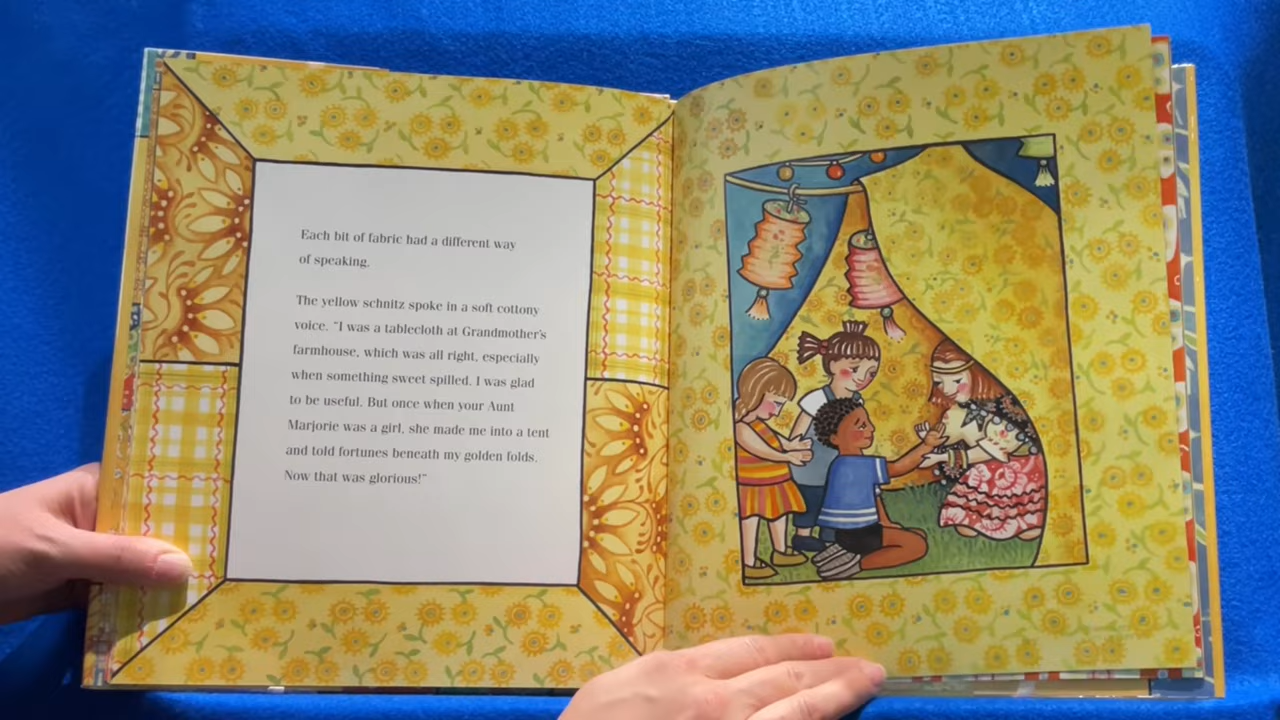 Each bit of fabric had a different way
of speaking.
The yellow schnitz spoke in a soft cottony
voice. "I was a tablecloth at Grandmother's
farmhouse, which was all right, especially
when something sweet spilled. I was glad
to be useful. But once when your Aunt
Marjorie was a girl, she made me into a tent
and told fortunes beneath my golden folds.
Now that was glorious!"